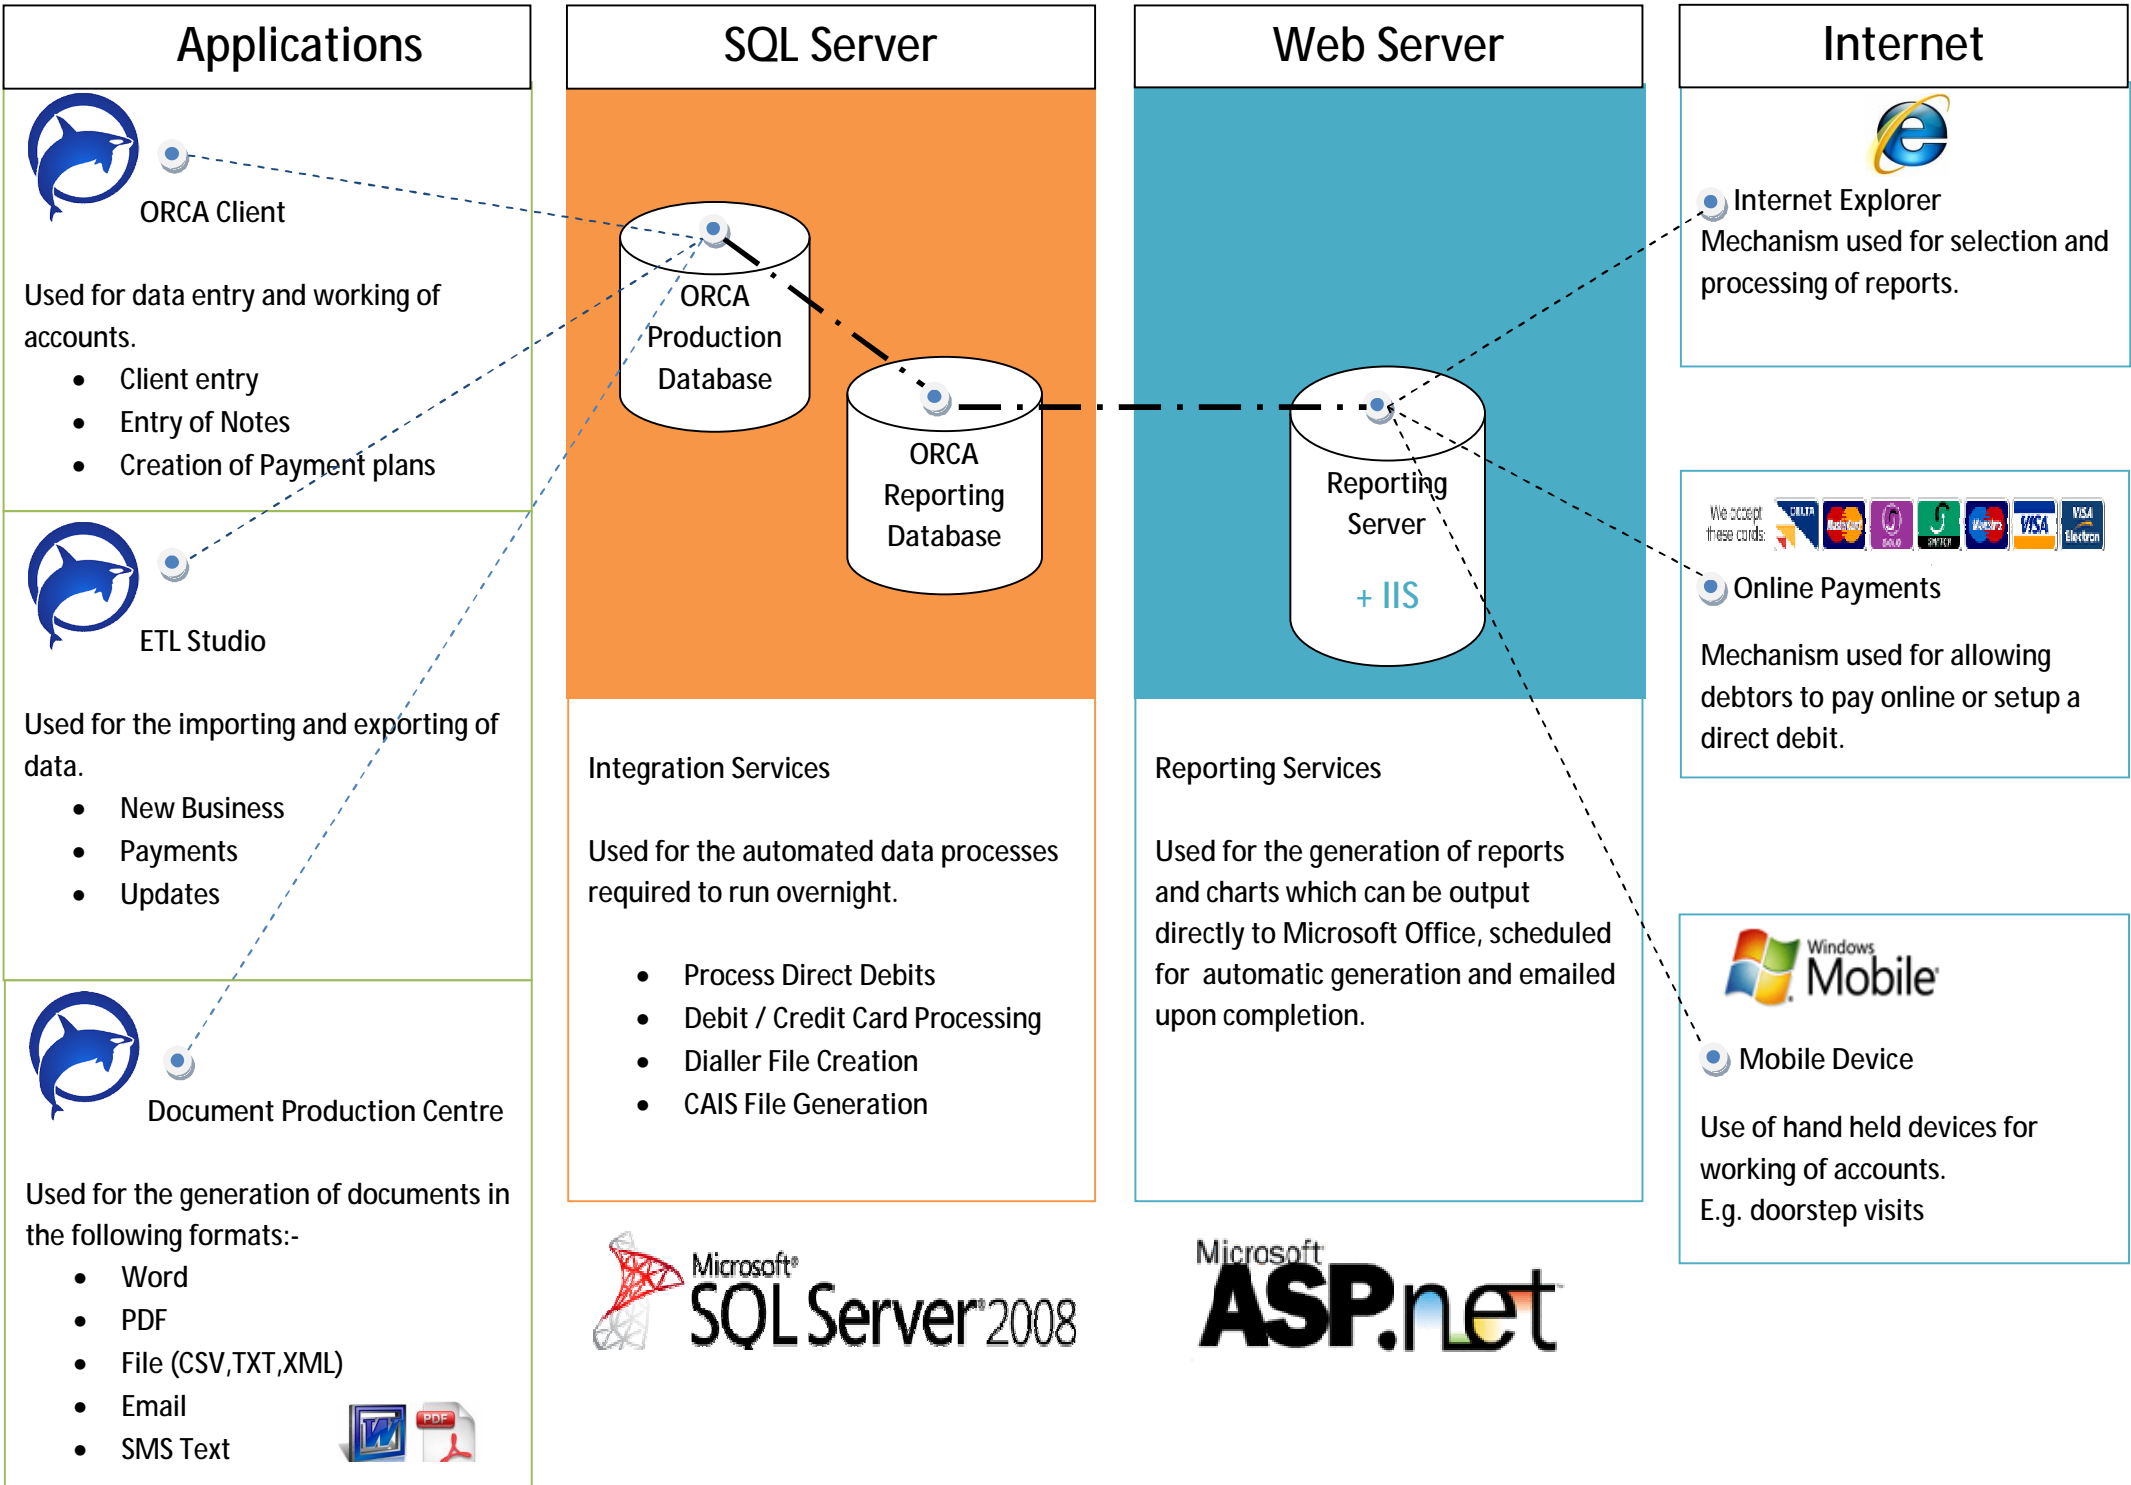 Applications
ORCA Client
Used for data entry and working of
accounts.
• Client entry
• Entry of Notes
• Creation of Payment plans
ETL Studio
Used for the importing and exporting of
data.
• New Business
• Payments
• Updates
Document Production Centre
Used for the generation of documents in
the following formats:-
• Word
• PDF
• File (CSV,TXT,XML)
• Email
• SMS Text
W
PDF
SQL Server
ORCA
Production
Database
ORCA
Reporting
Database
Integration Services
Used for the automated data processes
required to run overnight.
• Process Direct Debits
• Debit / Credit Card Processing
• Dialler File Creation
• CAIS File Generation
Microsoft®
SQL Server® 2008
Web Server
Reporting
Server
+ IIS
Reporting Services
Used for the generation of reports
and charts which can be output
directly to Microsoft Office, scheduled
for automatic generation and emailed
upon completion.
Microsoft
ASP.net
Internet
Internet Explorer
Mechanism used for selection and
processing of reports.
We accept
these cards:
DELTA
MasterCard
SOLO
SWITCH
Maestro
VISA
VISA
Electron
Online Payments
Mechanism used for allowing
debtors to pay online or setup a
direct debit.
Windows
Mobile®
Mobile Device
Use of hand held devices for
working of accounts.
E.g. doorstep visits